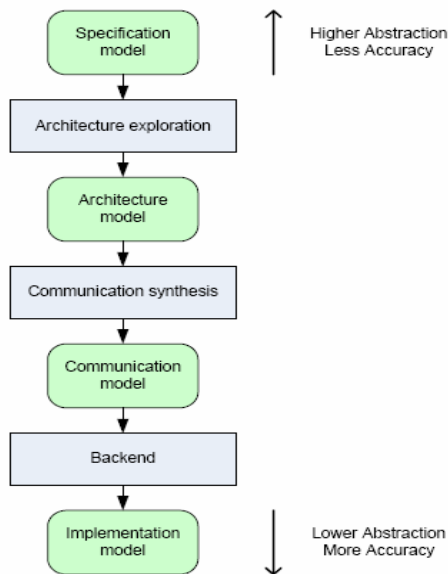 Specification
model
Higher Abstraction
Less Accuracy
Architecture exploration
Architecture
model
Communication synthesis
Communication
model
Backend
Implementation
model
Lower Abstraction
More Accuracy